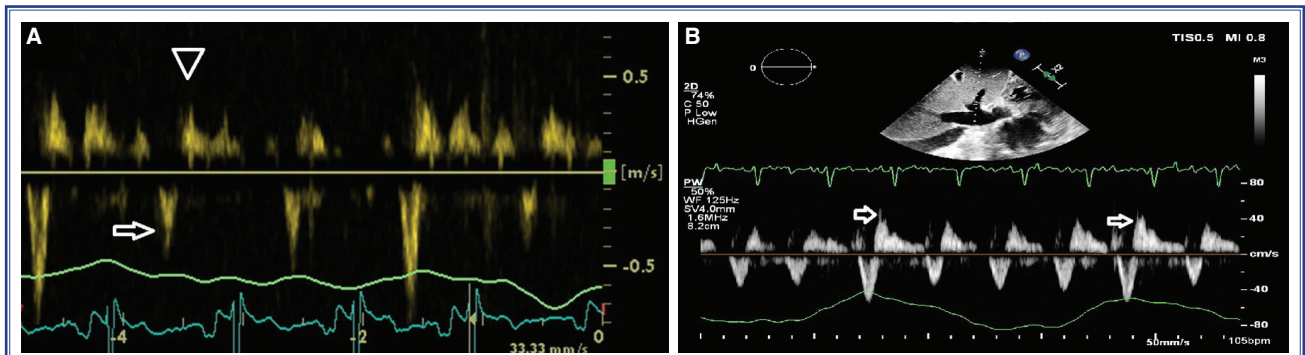 A
0.5
[m/s]
-0.5
-4
-2
0
33.33 mm/s
B
TIS0.5 MI 0.8
M3
2D
74%
C 50
P Low
HGen
PW
50%
WF 125Hz
SV4.0mm
1.6MHz
8.2cm
80
40
cm/s
-40
-80
50mm/s
105bpm